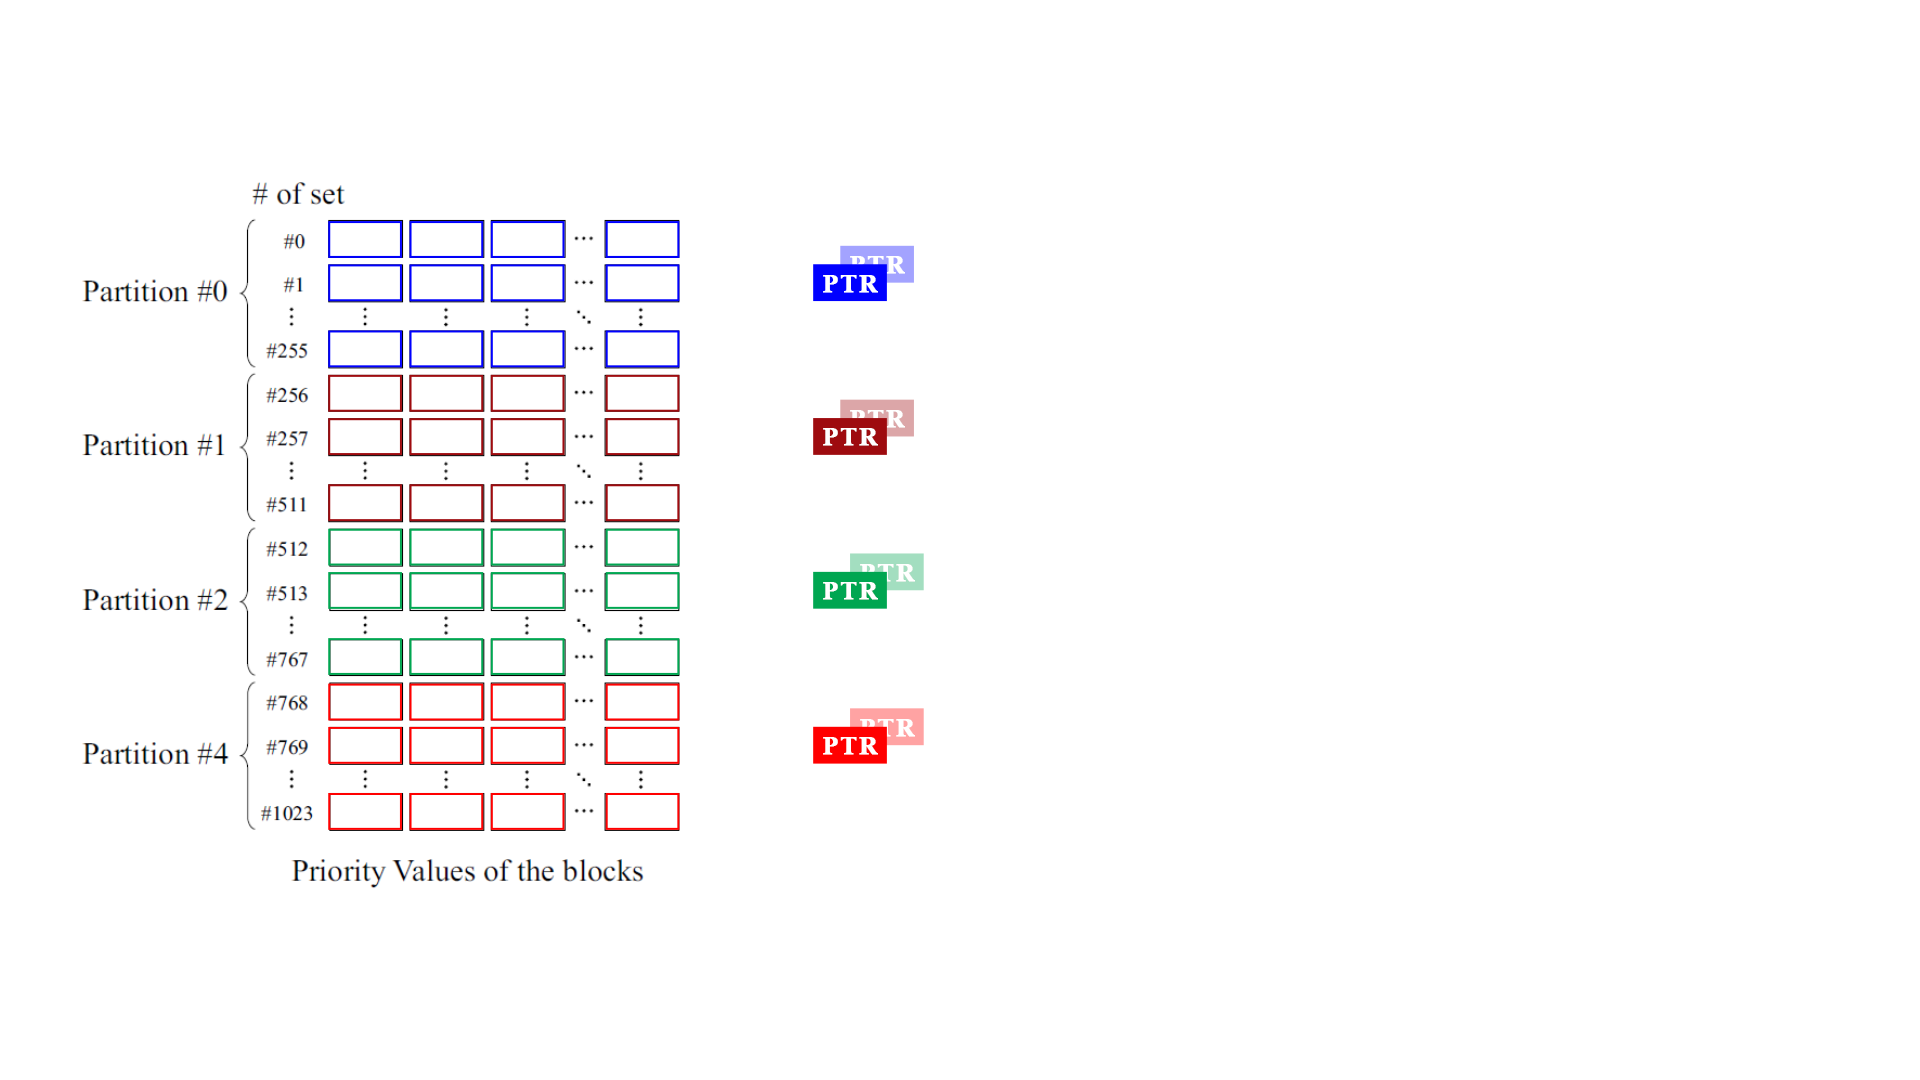 # of set
#0
#1
#255
Partition #0
#256
#257
#511
Partition #1
#512
#513
#767
Partition #2
#768
#769
#1023
Partition #4
Priority Values of the blocks
PTR
PTR
PTR
PTR
PTR
PTR
PTR
PTR